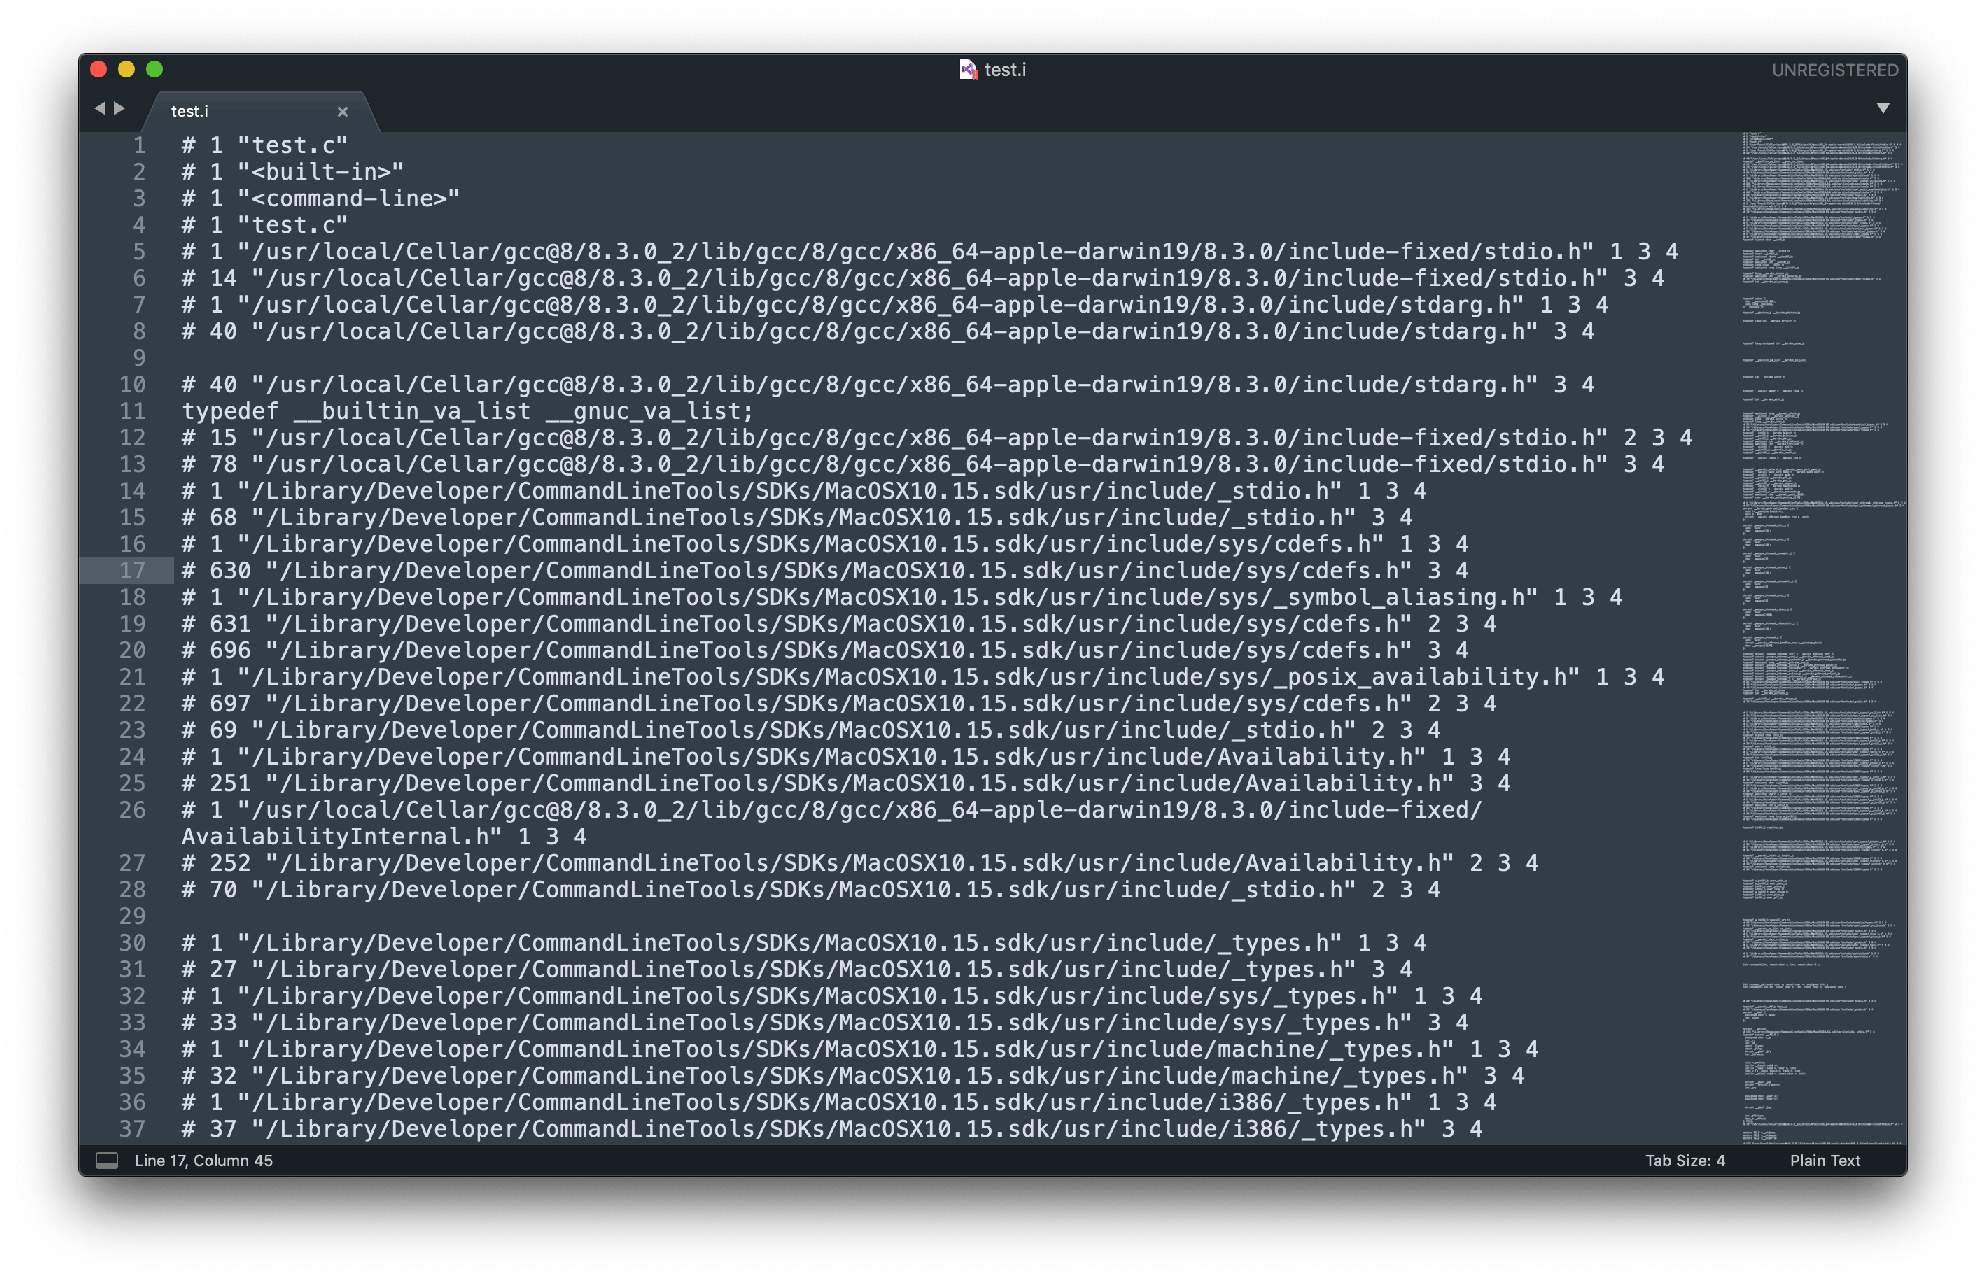 test.i
UNREGISTERED
test.i
1 # 1 "test.c"
2 # 1 "<built-in>"
3 # 1 "<command-line>"
4 # 1 "test.c"
5 # 1 "/usr/local/Cellar/gcc@8/8.3.0_2/lib/gcc/8/gcc/x86_64-apple-darwin19/8.3.0/include-fixed/stdio.h" 1 3 4
6 # 14 "/usr/local/Cellar/gcc@8/8.3.0_2/lib/gcc/8/gcc/x86_64-apple-darwin19/8.3.0/include-fixed/stdio.h" 3 4
7 # 1 "/usr/local/Cellar/gcc@8/8.3.0_2/lib/gcc/8/gcc/x86_64-apple-darwin19/8.3.0/include/stdarg.h" 1 3 4
8 # 40 "/usr/local/Cellar/gcc@8/8.3.0_2/lib/gcc/8/gcc/x86_64-apple-darwin19/8.3.0/include/stdarg.h" 3 4
9
10 # 40 "/usr/local/Cellar/gcc@8/8.3.0_2/lib/gcc/8/gcc/x86_64-apple-darwin19/8.3.0/include/stdarg.h" 3 4
11 typedef __builtin_va_list __gnuc_va_list;
12 # 15 "/usr/local/Cellar/gcc@8/8.3.0_2/lib/gcc/8/gcc/x86_64-apple-darwin19/8.3.0/include-fixed/stdio.h" 2 3 4
13 # 78 "/usr/local/Cellar/gcc@8/8.3.0_2/lib/gcc/8/gcc/x86_64-apple-darwin19/8.3.0/include-fixed/stdio.h" 3 4
14 # 1 "/Library/Developer/CommandLineTools/SDKs/MacOSX10.15.sdk/usr/include/_stdio.h" 1 3 4
15 # 68 "/Library/Developer/CommandLineTools/SDKs/MacOSX10.15.sdk/usr/include/_stdio.h" 3 4
16 # 1 "/Library/Developer/CommandLineTools/SDKs/MacOSX10.15.sdk/usr/include/sys/cdefs.h" 1 3 4
17 # 630 "/Library/Developer/CommandLineTools/SDKs/MacOSX10.15.sdk/usr/include/sys/cdefs.h" 3 4
18 # 1 "/Library/Developer/CommandLineTools/SDKs/MacOSX10.15.sdk/usr/include/sys/_symbol_aliasing.h" 1 3 4
19 # 631 "/Library/Developer/CommandLineTools/SDKs/MacOSX10.15.sdk/usr/include/sys/cdefs.h" 2 3 4
20 # 696 "/Library/Developer/CommandLineTools/SDKs/MacOSX10.15.sdk/usr/include/sys/cdefs.h" 3 4
21 # 1 "/Library/Developer/CommandLineTools/SDKs/MacOSX10.15.sdk/usr/include/sys/_posix_availability.h" 1 3 4
22 # 697 "/Library/Developer/CommandLineTools/SDKs/MacOSX10.15.sdk/usr/include/sys/cdefs.h" 2 3 4
23 # 69 "/Library/Developer/CommandLineTools/SDKs/MacOSX10.15.sdk/usr/include/_stdio.h" 2 3 4
24 # 1 "/Library/Developer/CommandLineTools/SDKs/MacOSX10.15.sdk/usr/include/Availability.h" 1 3 4
25 # 251 "/Library/Developer/CommandLineTools/SDKs/MacOSX10.15.sdk/usr/include/Availability.h" 3 4
26 # 1 "/usr/local/Cellar/gcc@8/8.3.0_2/lib/gcc/8/gcc/x86_64-apple-darwin19/8.3.0/include-fixed/
AvailabilityInternal.h" 1 3 4
27 # 252 "/Library/Developer/CommandLineTools/SDKs/MacOSX10.15.sdk/usr/include/Availability.h" 2 3 4
28 # 70 "/Library/Developer/CommandLineTools/SDKs/MacOSX10.15.sdk/usr/include/_stdio.h" 2 3 4
29
30 # 1 "/Library/Developer/CommandLineTools/SDKs/MacOSX10.15.sdk/usr/include/_types.h" 1 3 4
31 # 27 "/Library/Developer/CommandLineTools/SDKs/MacOSX10.15.sdk/usr/include/_types.h" 3 4
32 # 1 "/Library/Developer/CommandLineTools/SDKs/MacOSX10.15.sdk/usr/include/sys/_types.h" 1 3 4
33 # 33 "/Library/Developer/CommandLineTools/SDKs/MacOSX10.15.sdk/usr/include/sys/_types.h" 3 4
34 # 1 "/Library/Developer/CommandLineTools/SDKs/MacOSX10.15.sdk/usr/include/machine/_types.h" 1 3 4
35 # 32 "/Library/Developer/CommandLineTools/SDKs/MacOSX10.15.sdk/usr/include/machine/_types.h" 3 4
36 # 1 "/Library/Developer/CommandLineTools/SDKs/MacOSX10.15.sdk/usr/include/i386/_types.h" 1 3 4
37 # 37 "/Library/Developer/CommandLineTools/SDKs/MacOSX10.15.sdk/usr/include/i386/_types.h" 3 4
Line 17, Column 45
Tab Size: 4
Plain Text